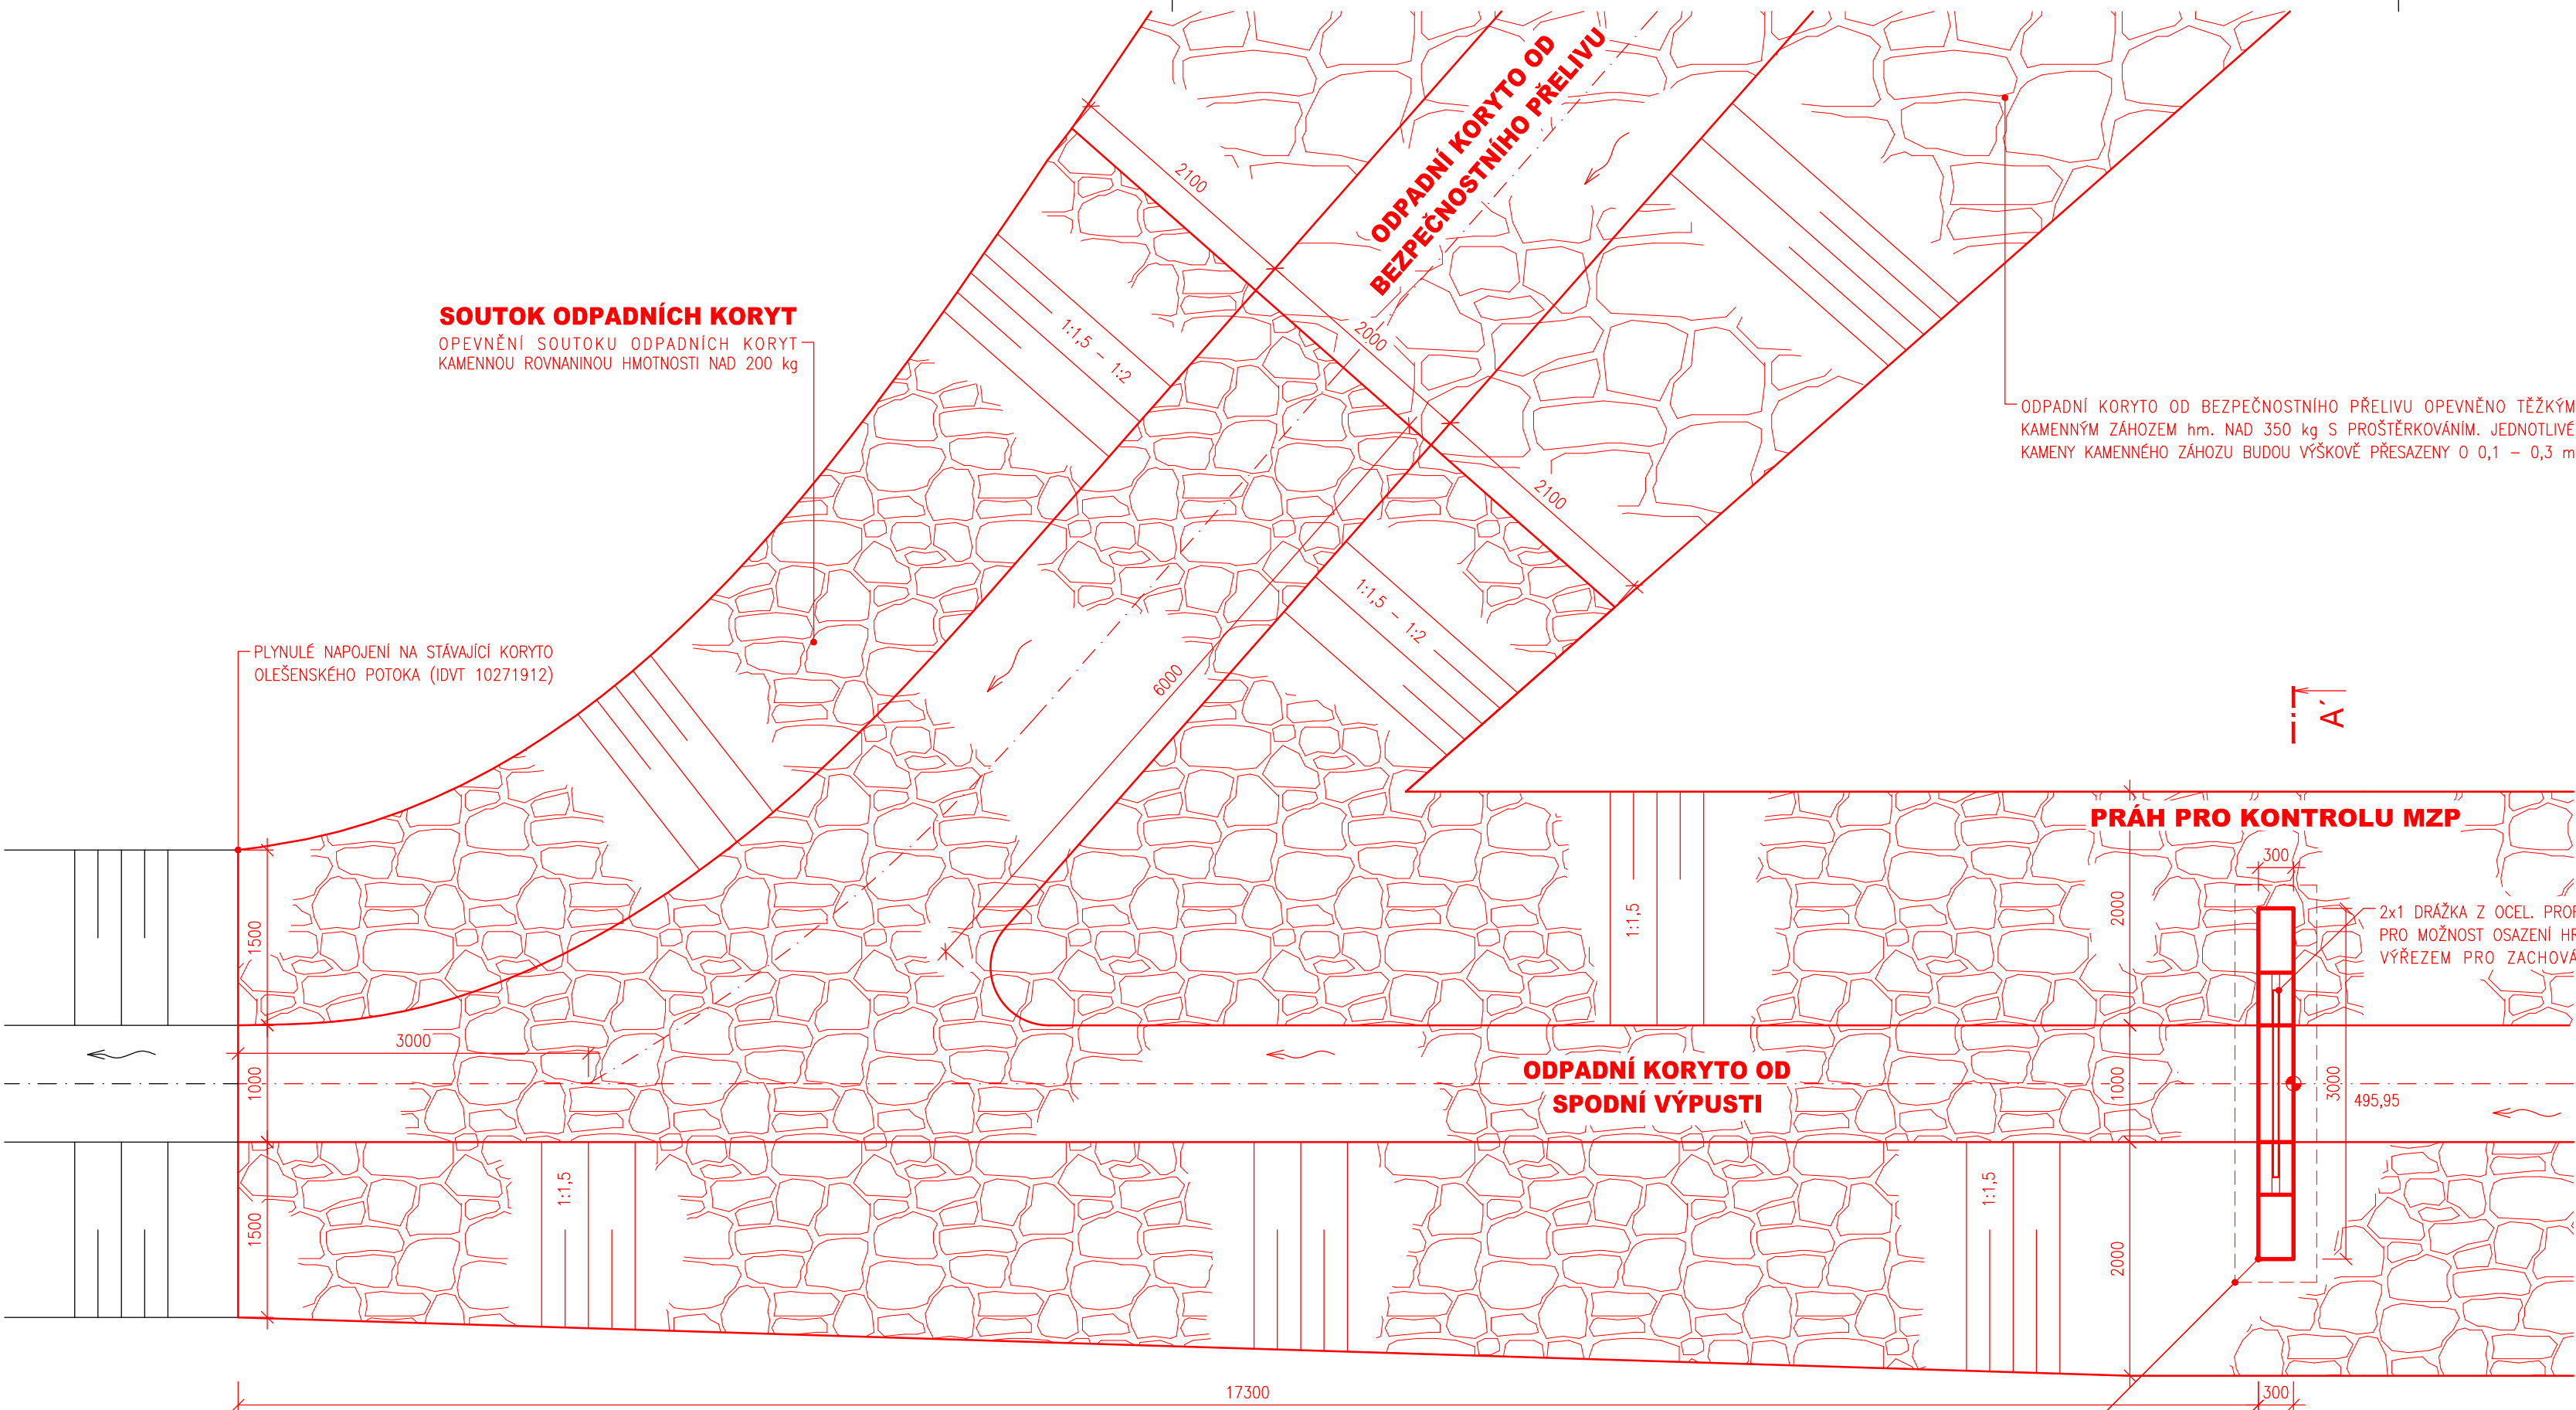 ODPADNÍ KORYTO OD
BEZPEČNOSTNÍHO PŘELIVU
2100
2000
2100
SOUTOK ODPADNÍCH KORYT
OPEVNĚNÍ SOUTOKU ODPADNÍCH KORYT
KAMENNOU ROVNANINOU HMOTNOSTI NAD 200 kg
1:1,5 - 1:2
ODPADNÍ KORYTO OD BEZPEČNOSTNÍHO PŘELIVU OPEVNĚNO TĚŽKÝM
KAMENNÝM ZÁHOZEM hm. NAD 350 kg S PROŠTĚRKOVÁNÍM. JEDNOTLIVÉ
KAMENY KAMENNÉHO ZÁHOZU BUDOU VÝŠKOVĚ PŘESAZENY O 0,1 – 0,3 m
1:1,5 - 1:2
PLYNULÉ NAPOJENÍ NA STÁVAJÍCÍ KORYTO
OLEŠENSKÉHO POTOKA (IDVT 10271912)
6000
A´
PRÁH PRO KONTROLU MZP
300
2x1 DRÁŽKA Z OCEL.
PRO MOŽNOST OSAZENÍ
VÝŘEZEM PRO
1500
1:1,5
2000
3000
1000
ODPADNÍ KORYTO OD
SPODNÍ VÝPUSTI
1000
3000
495,95
1500
1:1,5
1:1,5
2000
17300
300